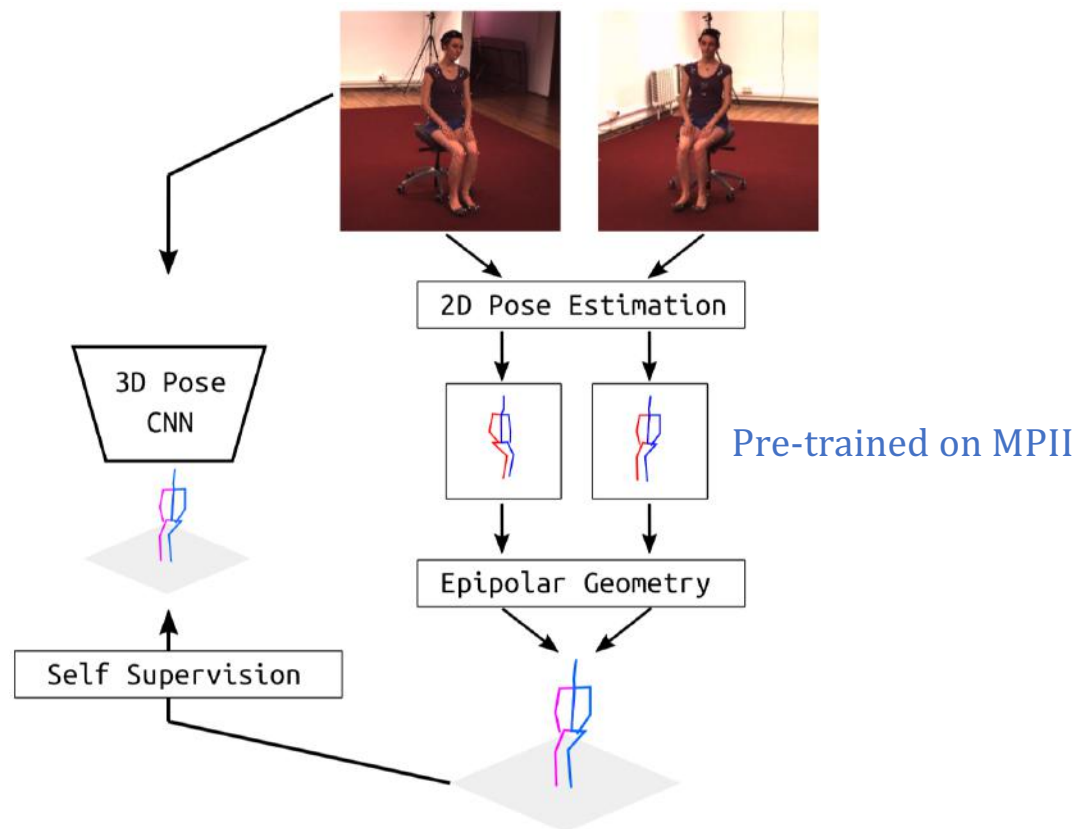 2D Pose Estimation
3D Pose
CNN
Pre-trained on MPII
Epipolar Geometry
Self Supervision